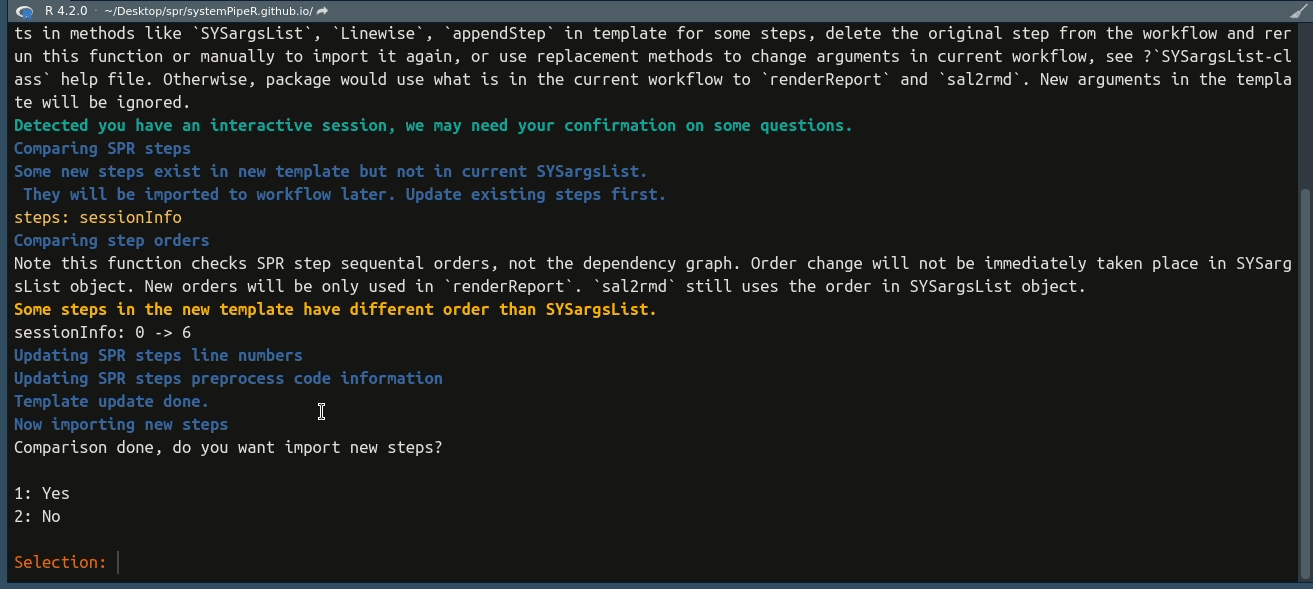 R 4.2.0 · ~/Desktop/spr/systemPipeR.github.io/
ts in methods like `SYSargsList`, `Linewise`, `appendStep` in template for some steps, delete the original step from the workflow and rer
un this function or manually to import it again, or use replacement methods to change arguments in current workflow, see ?`SYSargsList-cl
ass` help file. Otherwise, package would use what is in the current workflow to `renderReport` and `sal2rmd`. New arguments in the templa
te will be ignored.
Detected you have an interactive session, we may need your confirmation on some questions.
Comparing SPR steps
Some new steps exist in new template but not in current SYSargsList.
They will be imported to workflow later. Update existing steps first.
steps: sessionInfo
Comparing step orders
Note this function checks SPR step sequental orders, not the dependency graph. Order change will not be immediately taken place in SYSarg
sList object. New orders will be only used in `renderReport`. `sal2rmd` still uses the order in SYSargsList object.
Some steps in the new template have different order than SYSargsList.
sessionInfo: 0 -> 6
Updating SPR steps line numbers
Updating SPR steps preprocess code information
Template update done.
Now importing new steps
Comparison done, do you want import new steps?
1: Yes
2: No
Selection: